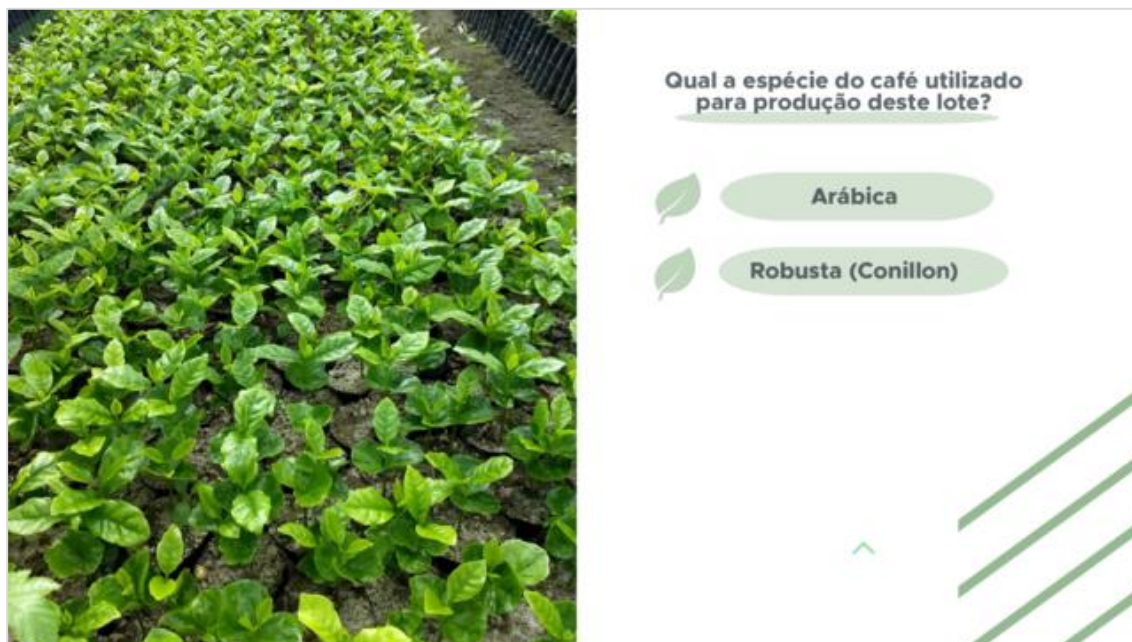 Qual a espécie do café utilizado
para produção deste lote?
Arábica
Robusta (Conillon)